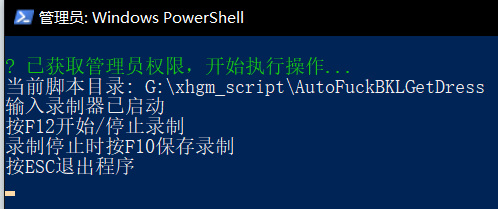 管理员: Windows PowerShell
? 已获取管理员权限，开始执行操作...
当前脚本目录: G:\xhgm_script\AutoFuckBKLGetDress
输入录制器已启动
按F12开始/停止录制
录制停止时按F10保存录制
按ESC退出程序